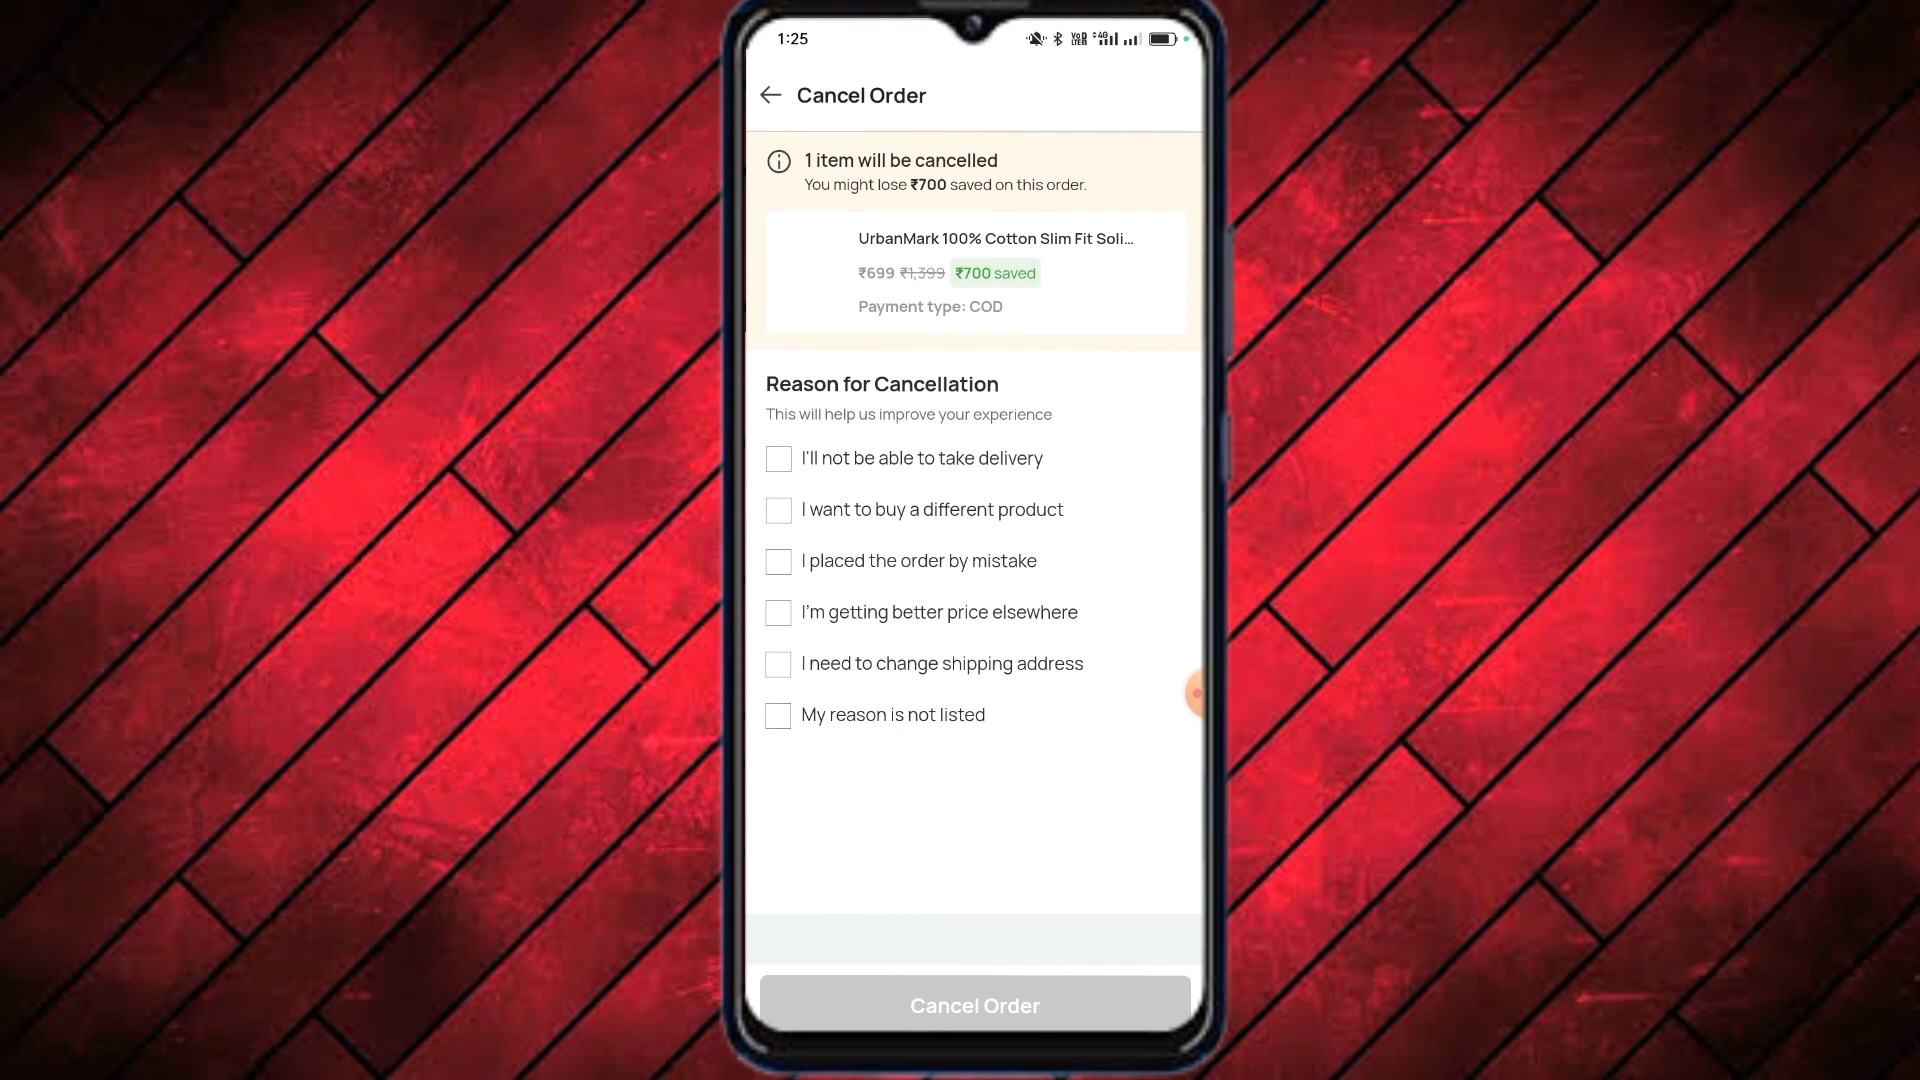 1:25
Cancel Order
1 item will be cancelled
You might lose ₹700 saved on this order.
UrbanMark 100% Cotton Slim Fit Soli...
₹699 ₹1,399 ₹700 saved
Payment type: COD
Reason for Cancellation
This will help us improve your experience
I'll not be able to take delivery
I want to buy a different product
I placed the order by mistake
I'm getting better price elsewhere
I need to change shipping address
My reason is not listed
Cancel Order